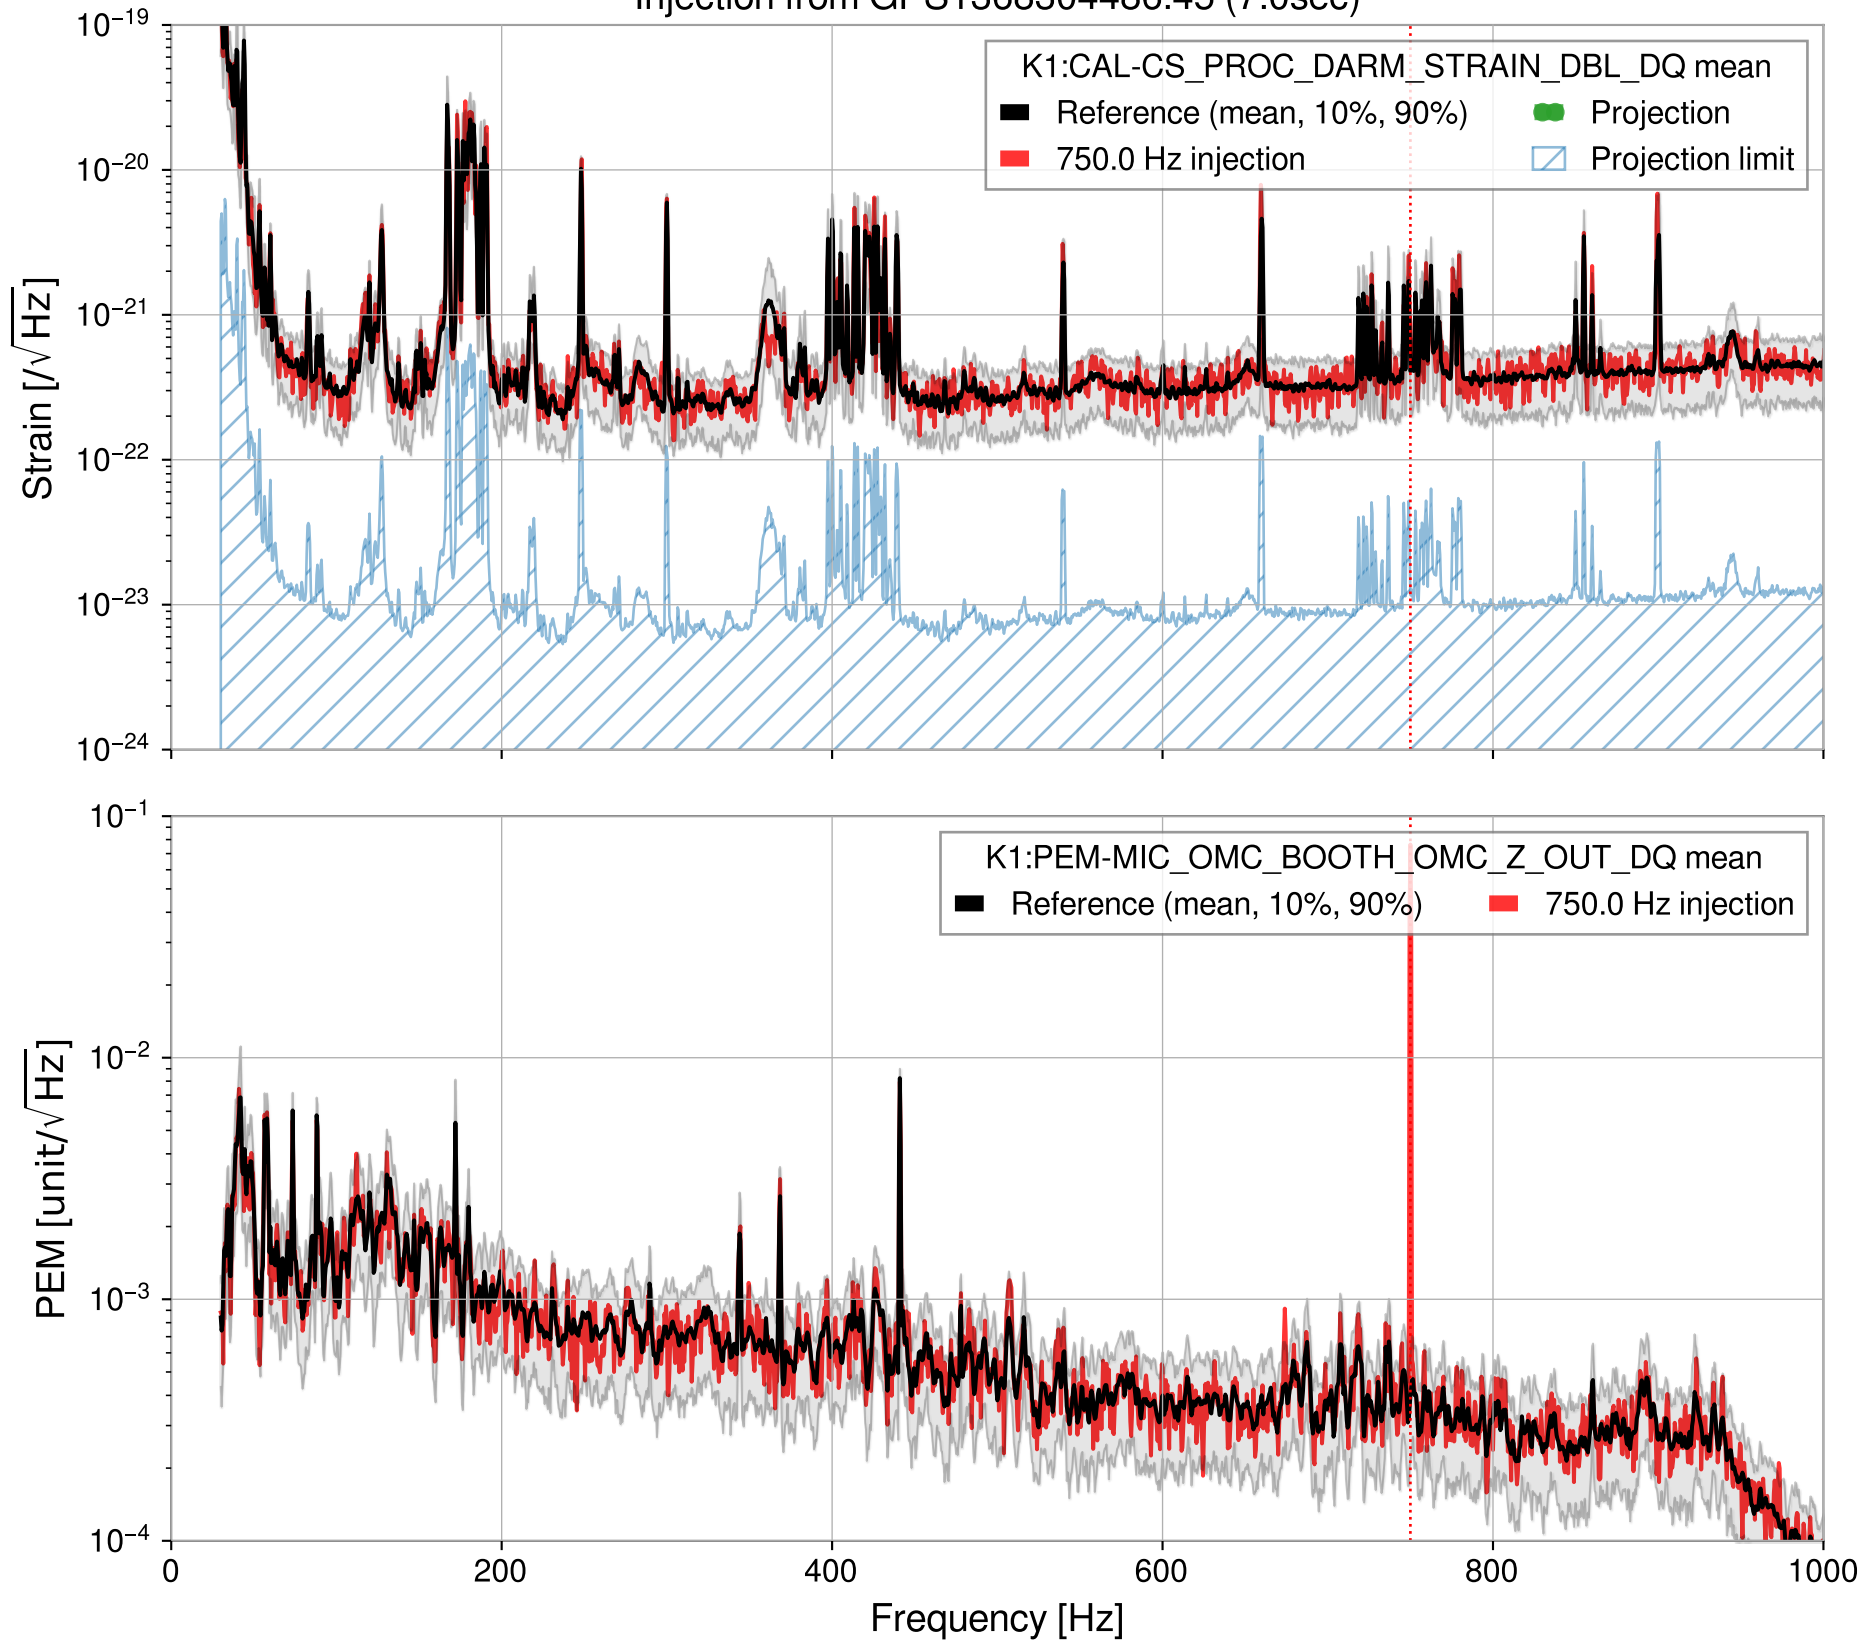 10⁻¹⁹
10⁻²⁰
10⁻²¹
10⁻²²
10⁻²³
10⁻²⁴
Strain [/√Hz]
K1:CAL-CS_PROC_DARM_STRAIN_DBL_DQ mean
Reference (mean, 10%, 90%)
Projection
750.0 Hz injection
Projection limit
10⁻¹
10⁻²
10⁻³
10⁻⁴
PEM [unit/√Hz]
K1:PEM-MIC_OMC_BOOTH_OMC_Z_OUT_DQ mean
Reference (mean, 10%, 90%)
750.0 Hz injection
0
200
400
600
800
1000
Frequency [Hz]